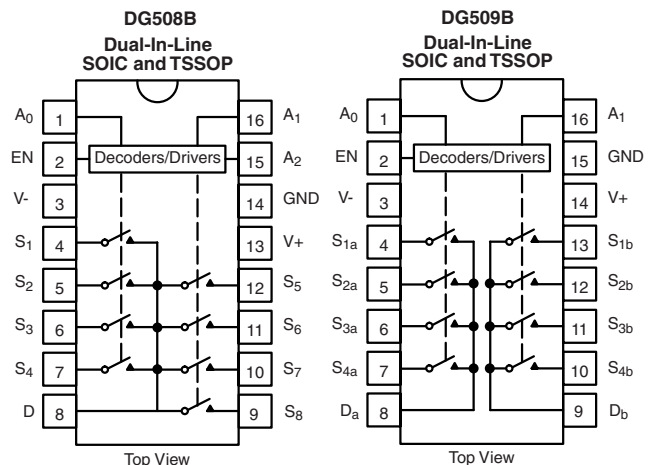 DG508B
Dual-In-Line
SOIC and TSSOP
A0 1 16 A1
EN 2 Decoders/Drivers 15 A2
V- 3 14 GND
S1 4 13 V+
S2 5 12 S5
S3 6 11 S6
S4 7 10 S7
D 8 9 S8
Top View
DG509B
Dual-In-Line
SOIC and TSSOP
A0 1 16 A1
EN 2 Decoders/Drivers 15 GND
V- 3 14 V+
S1a 4 13 S1b
S2a 5 12 S2b
S3a 6 11 S3b
S4a 7 10 S4b
Da 8 9 Db
Top View